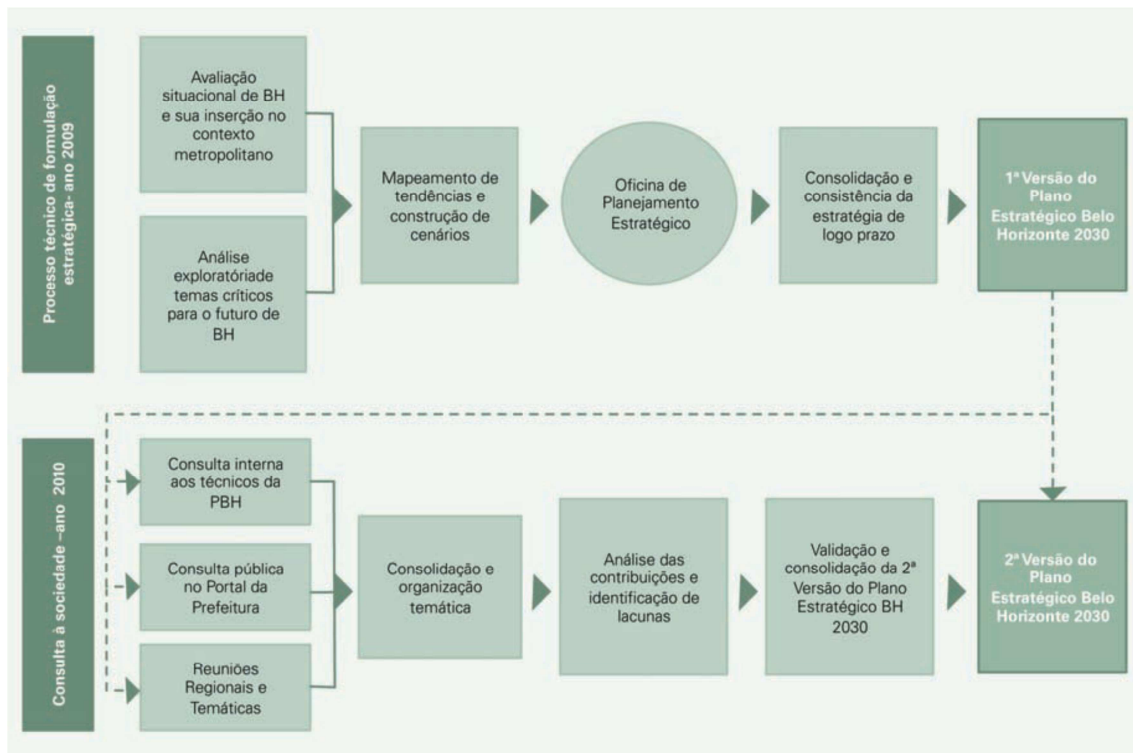 Processo técnico de formulação
estratégica- ano 2009
Avaliação
situacional de BH
e sua inserção no
contexto
metropolitano
Análise
exploratóriade
temas críticos
para o futuro de
BH
Mapeamento de
tendências e
construção de
cenários
Oficina de
Planejamento
Estratégico
Consolidação e
consistência da
estratégia de
logo prazo
1ª Versão do
Plano
Estratégico Belo
Horizonte 2030
Consulta à sociedade –ano 2010
Consulta interna
aos técnicos da
PBH
Consulta pública
no Portal da
Prefeitura
Reuniões
Regionais e
Temáticas
Consolidação e
organização
temática
Análise das
contribuições e
identificação de
lacunas
Validação e
consolidação da 2ª
Versão do Plano
Estratégico BH
2030
2ª Versão do
Plano
Estratégico Belo
Horizonte 2030